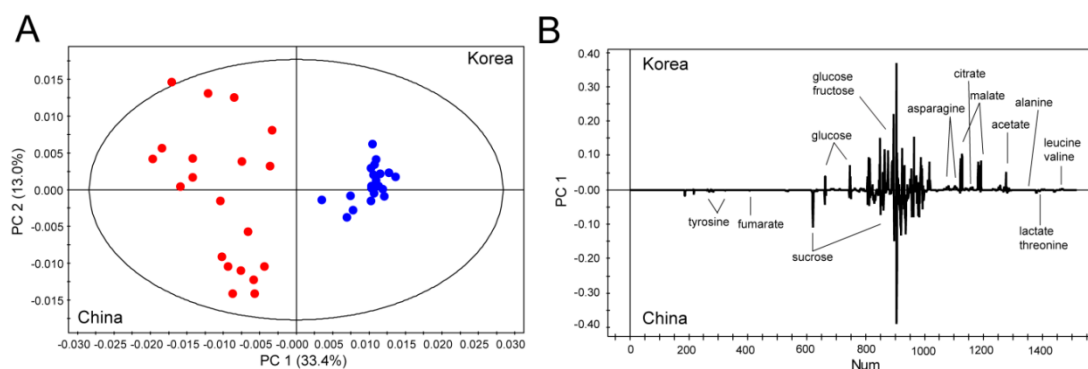 A
Korea
0.015
0.010
0.005
0.000
-0.005
-0.010
-0.015
PC 2 (13.0%)
China
-0.030 -0.025 -0.020 -0.015 -0.010 -0.005 -0.000 0.005 0.010 0.015 0.020 0.025 0.030
PC 1 (33.4%)
B
Korea
0.40
0.30
0.20
0.10
-0.00
-0.10
-0.20
-0.30
-0.40
PC 1
glucose
fructose
glucose
asparagine
citrate
malate
acetate
alanine
leucine
valine
tyrosine
fumarate
sucrose
lactate
threonine
China
0 200 400 600 800 1000 1200 1400
Num